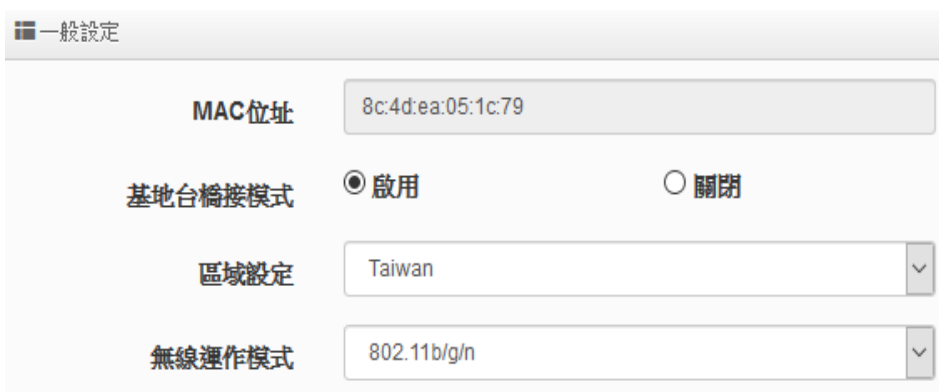 一般設定
MAC位址 8c:4d:ea:05:1c:79
基地台橋接模式 啟用 關閉
區域設定 Taiwan
無線運作模式 802.11b/g/n